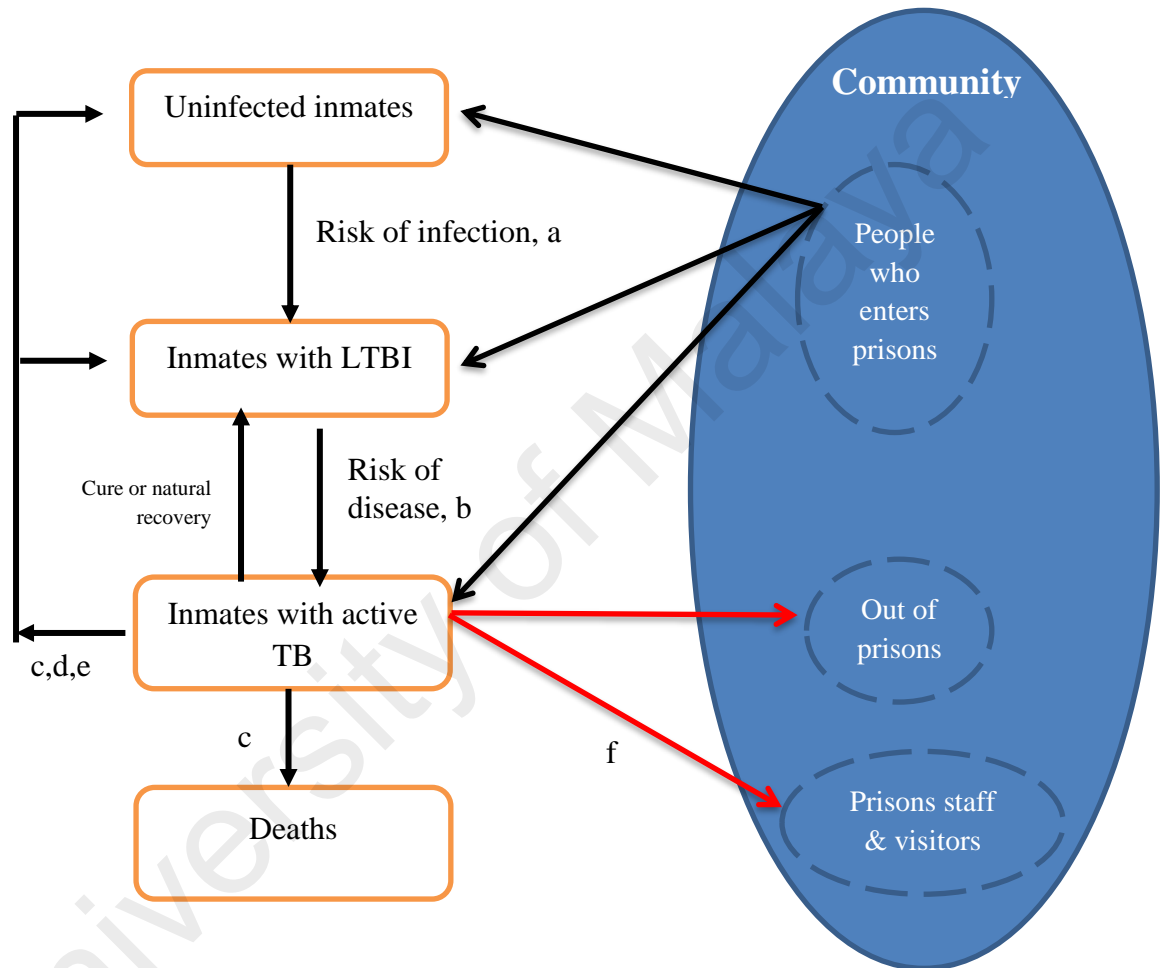 Community
Uninfected inmates
People
who
enters
prisons
Risk of infection, a
Inmates with LTBI
Cure or natural
recovery
Risk of
disease, b
Inmates with active
TB
Out of
prisons
c,d,e
c
f
Deaths
Prisons staff
& visitors
University of Malaya